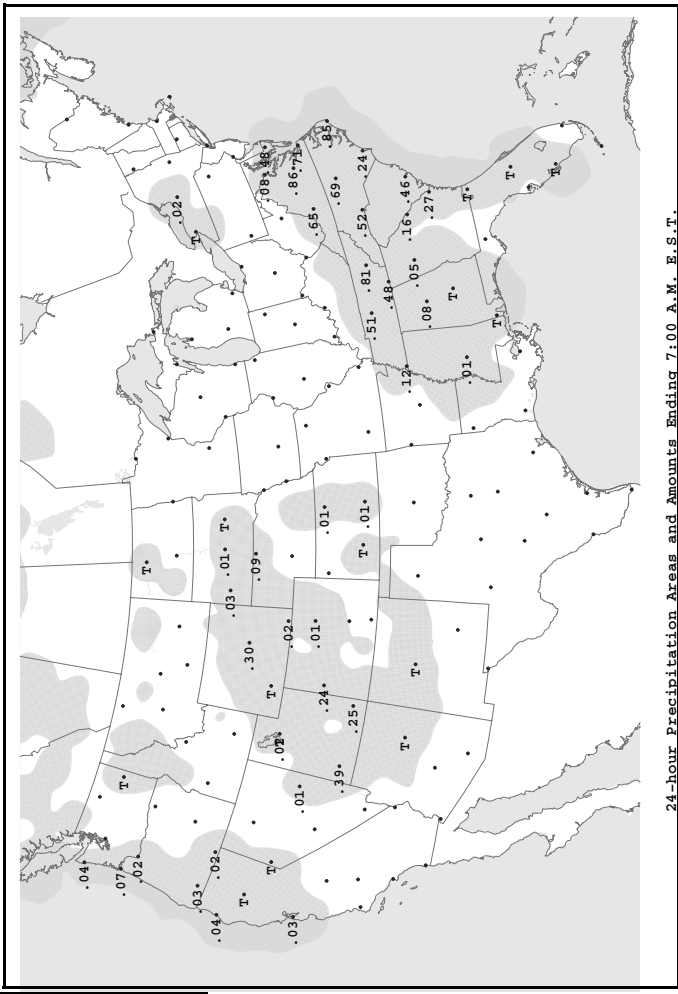 .04
.07
T
.02
T
.02
T
.03
.04
.02
T
.01
.03
T
.30
.09
.08
.48
T
T
.02
.02
.03
.86
.71
.01
.65
.01
.24
.01
.85
.69
.39
.25
T
.01
.52
.24
.81
.51
.48
T
.12
.16
.46
T
.05
.08
.27
T
.01
T
T
T
T
24-hour Precipitation Areas and Amounts Ending 7:00 A.M. E.S.T.